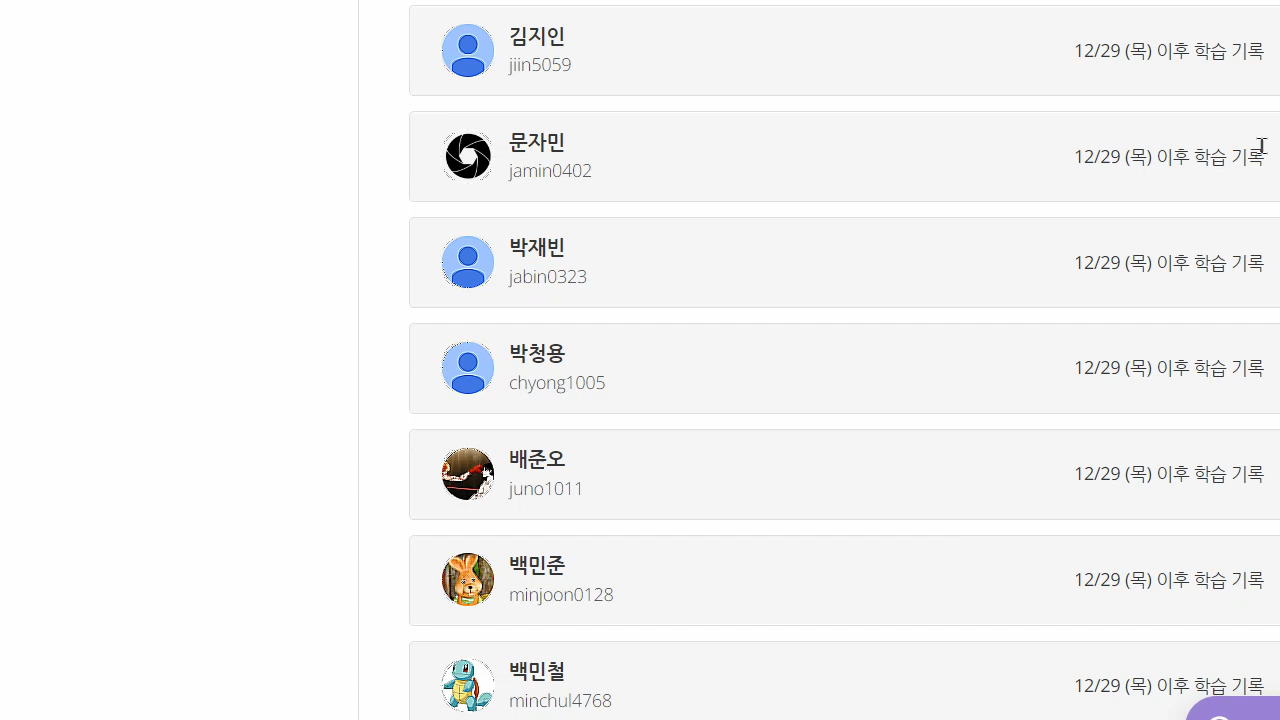 김지인
jiin5059
12/29 (목) 이후 학습 기록
문자민
jamin0402
12/29 (목) 이후 학습 기록
박재빈
jabin0323
12/29 (목) 이후 학습 기록
박청용
chyong1005
12/29 (목) 이후 학습 기록
배준오
juno1011
12/29 (목) 이후 학습 기록
백민준
minjoon0128
12/29 (목) 이후 학습 기록
백민철
minchul4768
12/29 (목) 이후 학습 기록